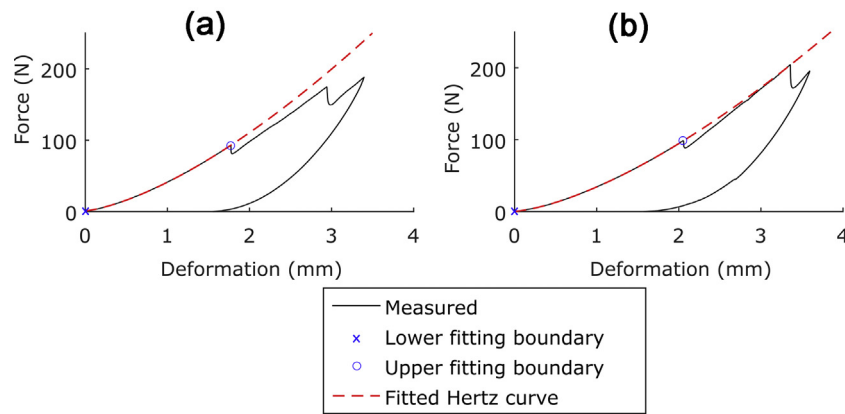 (a)
Force (N)
200
100
0
0 1 2 3 4
Deformation (mm)
(b)
Force (N)
200
100
0
0 1 2 3 4
Deformation (mm)
Measured
Lower fitting boundary
Upper fitting boundary
Fitted Hertz curve